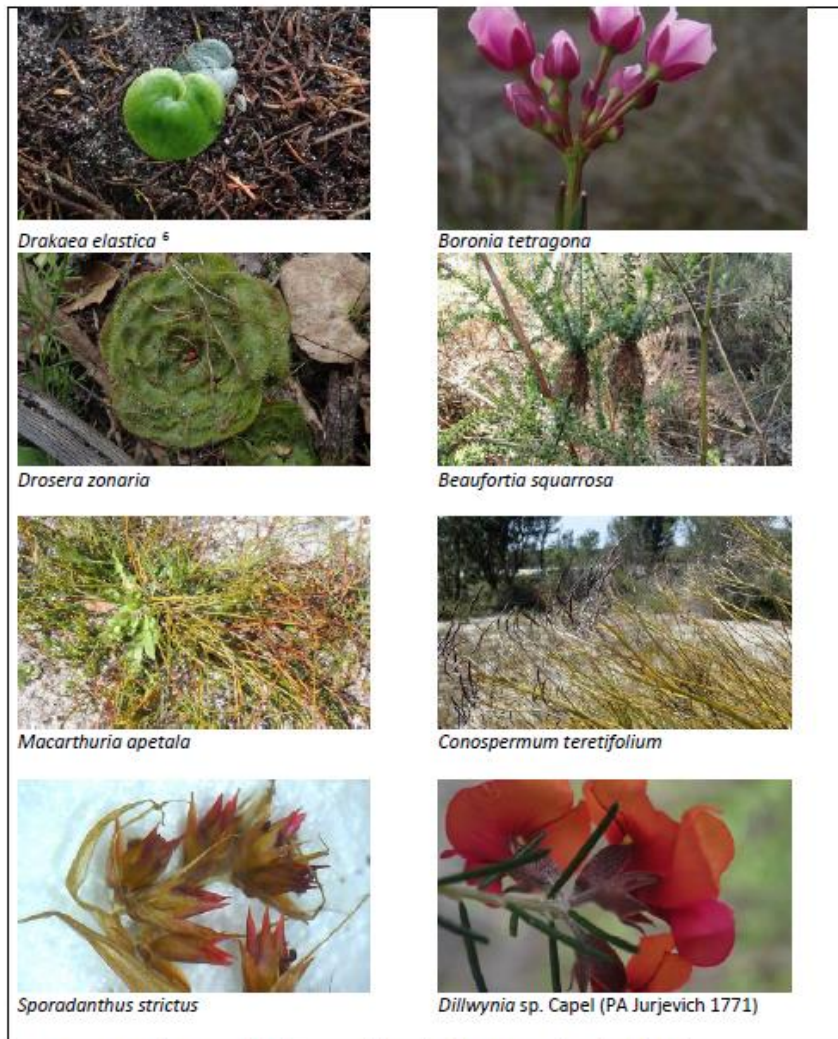 Drakaea elastica ⁶
Boronia tetragona
Drosera zonaria
Beaufortia squarrosa
Macarthuria apetala
Conospermum teretifolium
Sporadanthus strictus
Dillwynia sp. Capel (PA Jurjevich 1771)